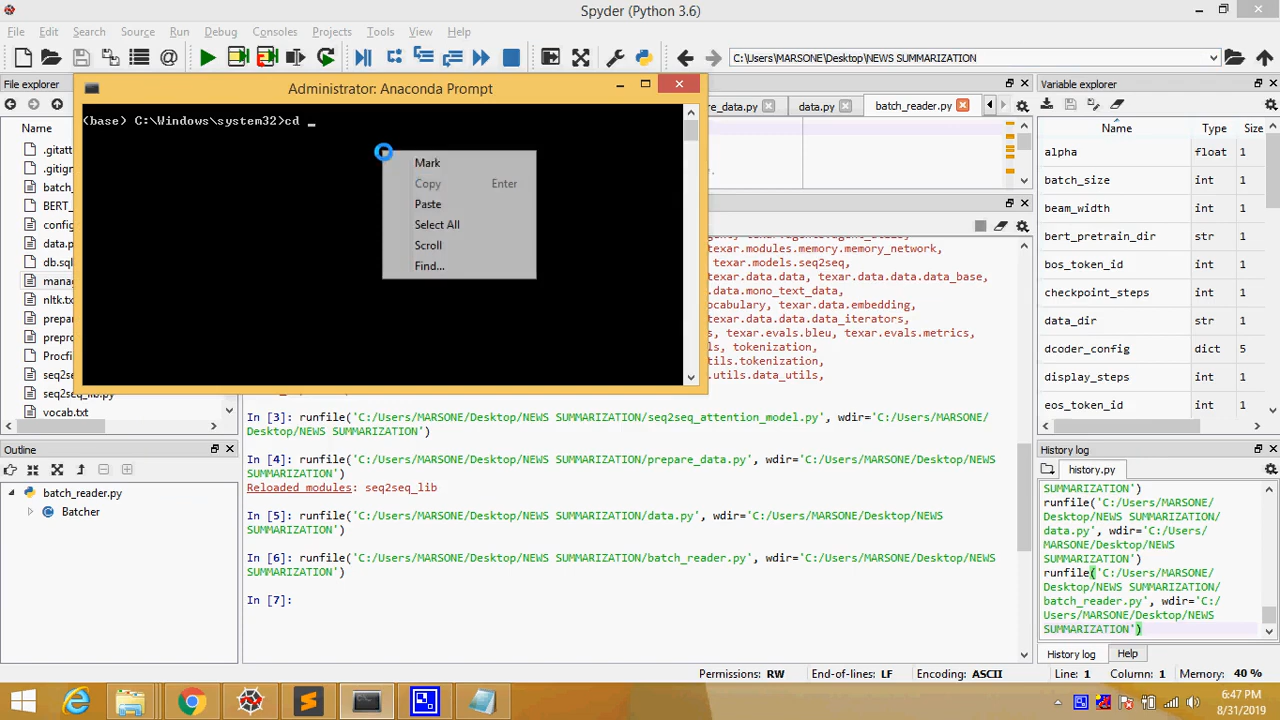 Spyder (Python 3.6)
File Edit Search Source Run Debug Consoles Projects Tools View Help
C:\Users\MARSONE\Desktop\NEWS SUMMARIZATION
File explorer
Name
.gitatt
.gitign
batch_
BERT_
config
data.p
db.sql
manag
nltk.tx
prepa
prepro
Procfi
seq2se
seq2seq_lib.py
vocab.txt
Administrator: Anaconda Prompt
(base) C:\Windows\system32>cd _
Mark
Copy Enter
Paste
Select All
Scroll
Find...
re_data.py data.py batch_reader.py
texar.modules.memory.memory_network,
texar.models.seq2seq,
texar.data.data, texar.data.data.data_base,
.data.mono_text_data,
ocabulary, texar.data.embedding,
texar.data.data.data_iterators,
s, texar.evals.bleu, texar.evals.metrics,
ls, tokenization,
tils.tokenization,
.utils.data_utils,
In [3]: runfile('C:/Users/MARSONE/Desktop/NEWS SUMMARIZATION/seq2seq_attention_model.py', wdir='C:/Users/MARSONE/
Desktop/NEWS SUMMARIZATION')
In [4]: runfile('C:/Users/MARSONE/Desktop/NEWS SUMMARIZATION/prepare_data.py', wdir='C:/Users/MARSONE/Desktop/NEWS
SUMMARIZATION')
Reloaded modules: seq2seq_lib
In [5]: runfile('C:/Users/MARSONE/Desktop/NEWS SUMMARIZATION/data.py', wdir='C:/Users/MARSONE/Desktop/NEWS
SUMMARIZATION')
In [6]: runfile('C:/Users/MARSONE/Desktop/NEWS SUMMARIZATION/batch_reader.py', wdir='C:/Users/MARSONE/Desktop/NEWS
SUMMARIZATION')
In [7]:
Outline
batch_reader.py
Batcher
Variable explorer
Name Type Size
alpha float 1
batch_size int 1
beam_width int 1
bert_pretrain_dir str 1
bos_token_id int 1
checkpoint_steps int 1
data_dir str 1
dcoder_config dict 5
display_steps int 1
eos_token_id int 1
History log
history.py
SUMMARIZATION')
runfile('C:/Users/MARSONE/
Desktop/NEWS SUMMARIZATION/
data.py', wdir='C:/Users/
MARSONE/Desktop/NEWS
SUMMARIZATION')
runfile('C:/Users/MARSONE/
Desktop/NEWS SUMMARIZATION/
batch_reader.py', wdir='C:/
Users/MARSONE/Desktop/NEWS
SUMMARIZATION')
History log Help
Permissions: RW End-of-lines: LF Encoding: ASCII Line: 1 Column: 1 Memory: 40 %
6:47 PM
8/31/2019